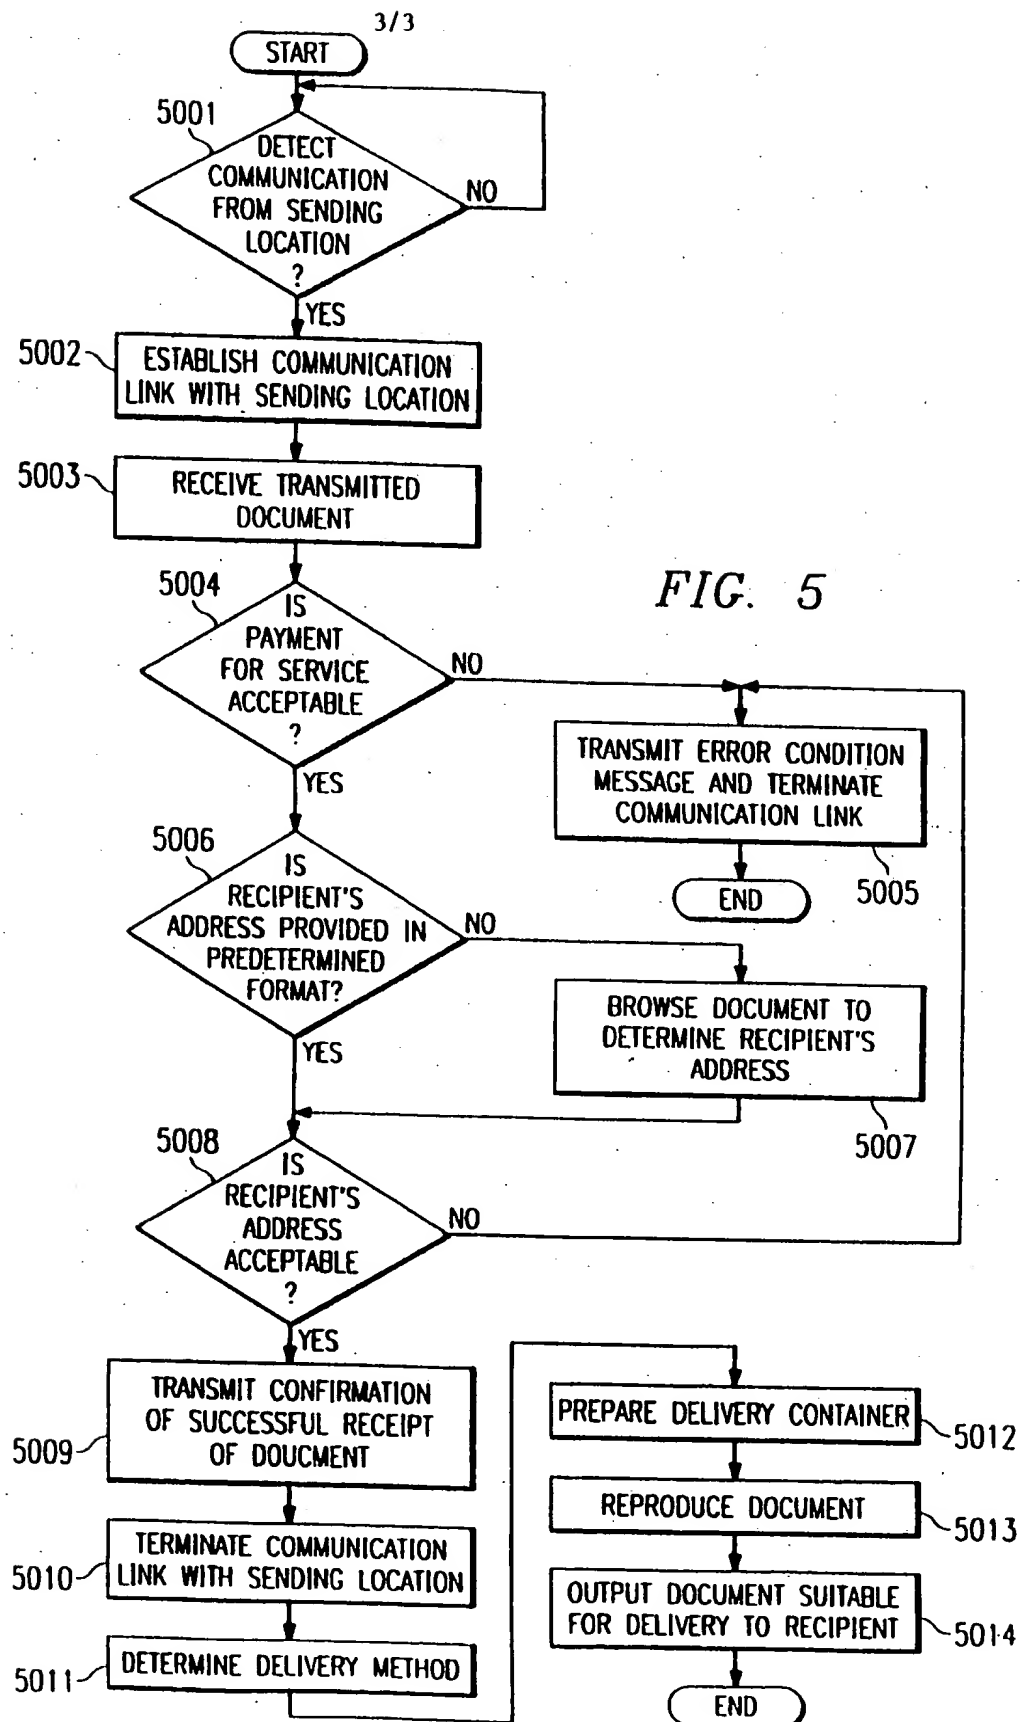 3/3
START
5001
DETECT
COMMUNICATION
FROM SENDING
LOCATION
?
NO
YES
5002
ESTABLISH COMMUNICATION
LINK WITH SENDING LOCATION
5003
RECEIVE TRANSMITTED
DOCUMENT
FIG. 5
5004
IS
PAYMENT
FOR SERVICE
ACCEPTABLE
?
NO
YES
TRANSMIT ERROR CONDITION
MESSAGE AND TERMINATE
COMMUNICATION LINK
5005
END
5006
IS
RECIPIENT'S
ADDRESS PROVIDED IN
PREDETERMINED
FORMAT?
NO
YES
BROWSE DOCUMENT TO
DETERMINE RECIPIENT'S
ADDRESS
5007
5008
IS
RECIPIENT'S
ADDRESS
ACCEPTABLE
?
NO
YES
TRANSMIT CONFIRMATION
OF SUCCESSFUL RECEIPT
OF DOUCMENT
5009
TERMINATE COMMUNICATION
LINK WITH SENDING LOCATION
5010
DETERMINE DELIVERY METHOD
5011
PREPARE DELIVERY CONTAINER
5012
REPRODUCE DOCUMENT
5013
OUTPUT DOCUMENT SUITABLE
FOR DELIVERY TO RECIPIENT
5014
END